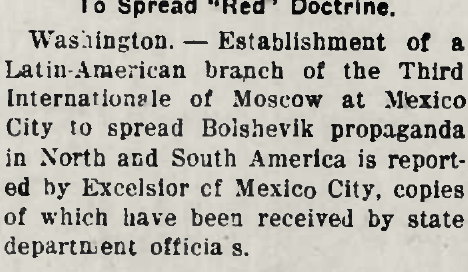 To Spread "Red" Doctrine.
Washington. — Establishment of a
Latin-American branch of the Third
Internationale of Moscow at Mexico
City to spread Bolshevik propaganda
in North and South America is report-
ed by Excelsior of Mexico City, copies
of which have been received by state
department officials.